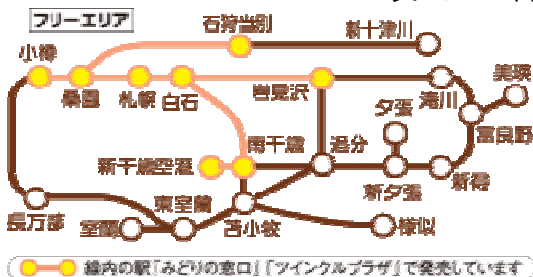 フリーエリア
石狩当別
新十津川
小樽
美瑛
桑園
札幌
白石
岩見沢
滝川
夕張
富良野
南千歳
追分
新千歳空港
新夕張
新得
長万部
室蘭
東室蘭
苫小牧
様似
線内の駅「みどりの窓口」「ツインクルプラザ」で発売しています